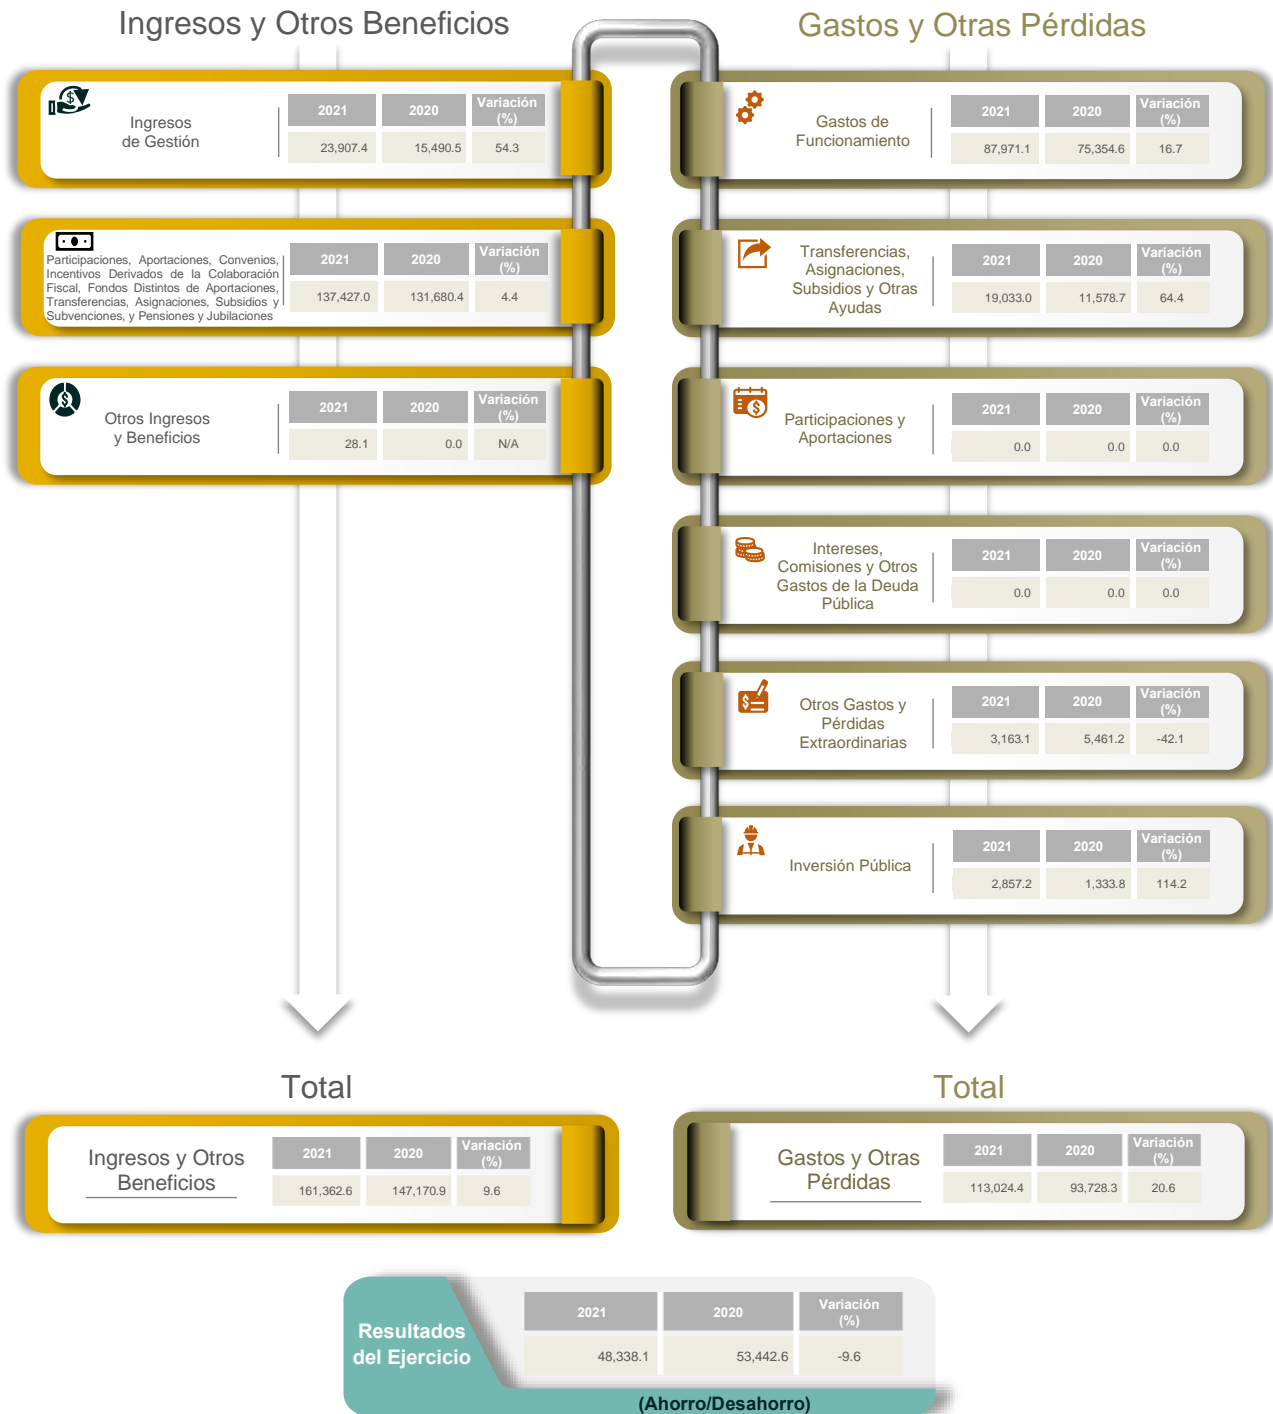 Ingresos y Otros Beneficios
Ingresos
de Gestión
2021 2020 Variación (%)
23,907.4 15,490.5 54.3
Participaciones, Aportaciones, Convenios,
Incentivos Derivados de la Colaboración
Fiscal, Fondos Distintos de Aportaciones,
Transferencias, Asignaciones, Subsidios y
Subvenciones, y Pensiones y Jubilaciones
2021 2020 Variación (%)
137,427.0 131,680.4 4.4
Otros Ingresos
y Beneficios
2021 2020 Variación (%)
28.1 0.0 N/A
Gastos y Otras Pérdidas
Gastos de
Funcionamiento
2021 2020 Variación (%)
87,971.1 75,354.6 16.7
Transferencias,
Asignaciones,
Subsidios y Otras
Ayudas
2021 2020 Variación (%)
19,033.0 11,578.7 64.4
Participaciones y
Aportaciones
2021 2020 Variación (%)
0.0 0.0 0.0
Intereses,
Comisiones y Otros
Gastos de la Deuda
Pública
2021 2020 Variación (%)
0.0 0.0 0.0
Otros Gastos y
Pérdidas
Extraordinarias
2021 2020 Variación (%)
3,163.1 5,461.2 -42.1
Inversión Pública
2021 2020 Variación (%)
2,857.2 1,333.8 114.2
Total
Ingresos y Otros
Beneficios
2021 2020 Variación (%)
161,362.6 147,170.9 9.6
Total
Gastos y Otras
Pérdidas
2021 2020 Variación (%)
113,024.4 93,728.3 20.6
Resultados
del Ejercicio
2021 2020 Variación (%)
48,338.1 53,442.6 -9.6
(Ahorro/Desahorro)